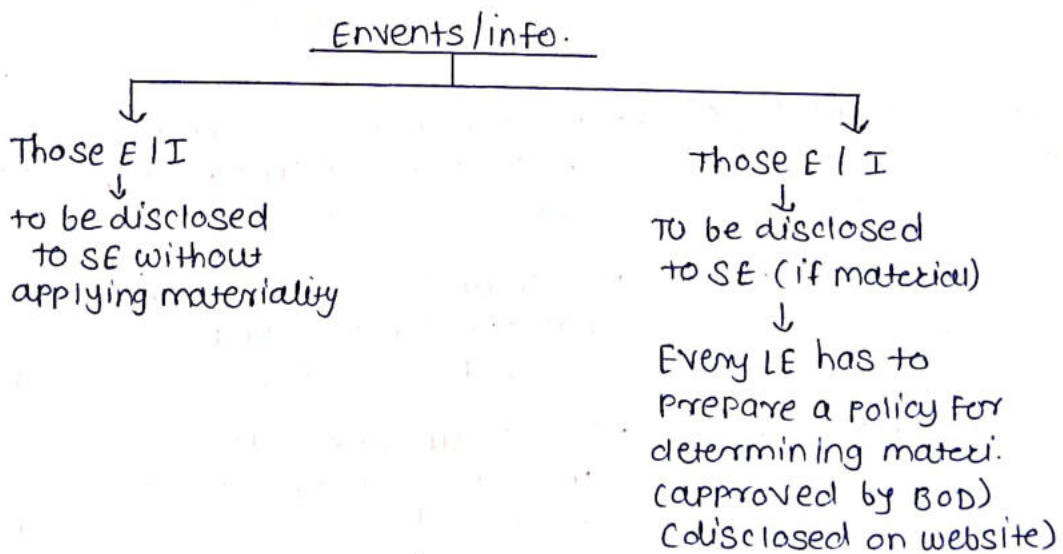 Envents/info.
Those E/I
to be disclosed
to SE without
applying materiality
Those E/I
To be disclosed
to SE (if material)
Every LE has to
prepare a policy for
determining materi.
(approved by BOD)
(disclosed on website)